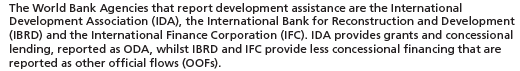 The World Bank Agencies that report development assistance are the International
Development Association (IDA), the International Bank for Reconstruction and Development
(IBRD) and the International Finance Corporation (IFC). IDA provides grants and concessional
lending, reported as ODA, whilst IBRD and IFC provide less concessional financing that are
reported as other official flows (OOFs).